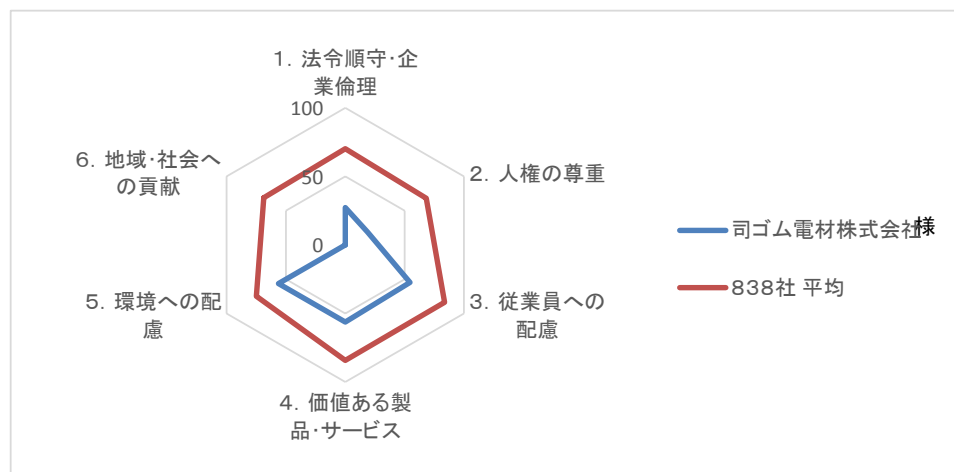 1. 法令順守・企
業倫理
100
6. 地域・社会へ
の貢献
50
2. 人権の尊重
0
司ゴム電材株式会社様
838社 平均
5. 環境への配
慮
3. 従業員への
配慮
4. 価値ある製
品・サービス